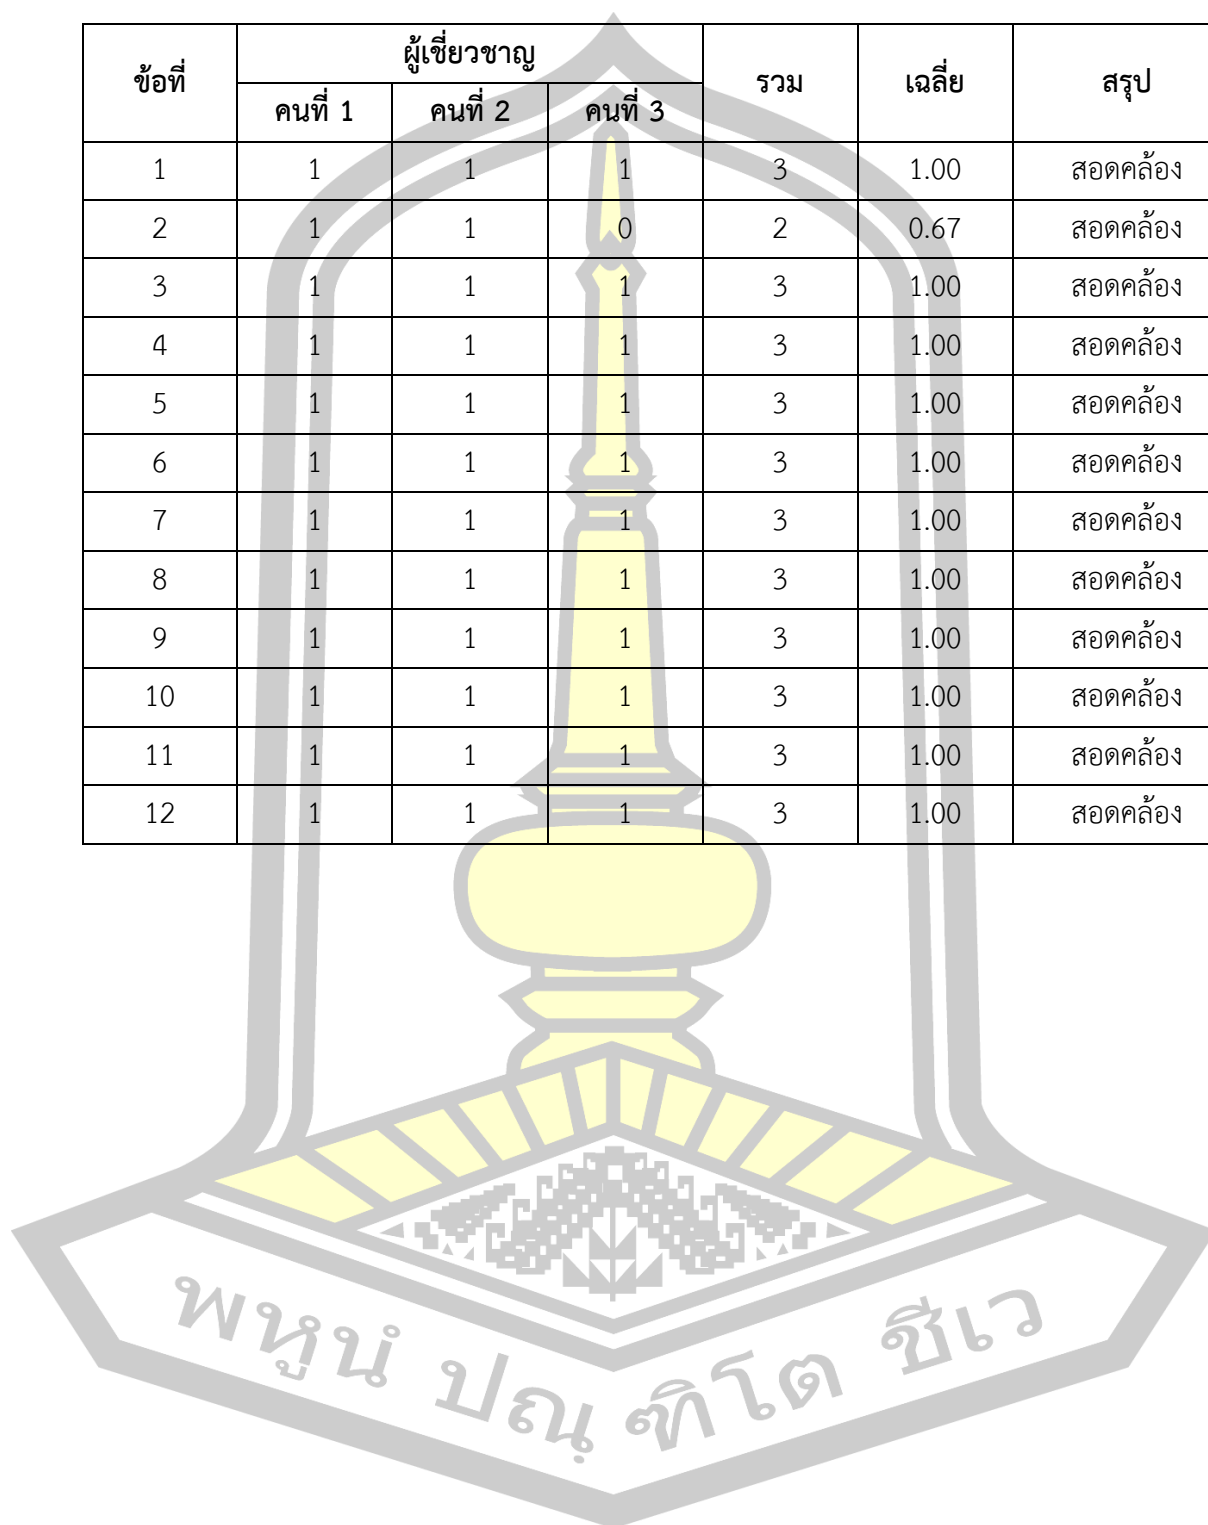 ข้อที่ ผู้เชี่ยวชาญ รวม เฉลี่ย สรุป
คนที่ 1 คนที่ 2 คนที่ 3
1 1 1 1 3 1.00 สอดคล้อง
2 1 1 0 2 0.67 สอดคล้อง
3 1 1 1 3 1.00 สอดคล้อง
4 1 1 1 3 1.00 สอดคล้อง
5 1 1 1 3 1.00 สอดคล้อง
6 1 1 1 3 1.00 สอดคล้อง
7 1 1 1 3 1.00 สอดคล้อง
8 1 1 1 3 1.00 สอดคล้อง
9 1 1 1 3 1.00 สอดคล้อง
10 1 1 1 3 1.00 สอดคล้อง
11 1 1 1 3 1.00 สอดคล้อง
12 1 1 1 3 1.00 สอดคล้อง
พหูนํ ปณฺฑิโต ชีเว